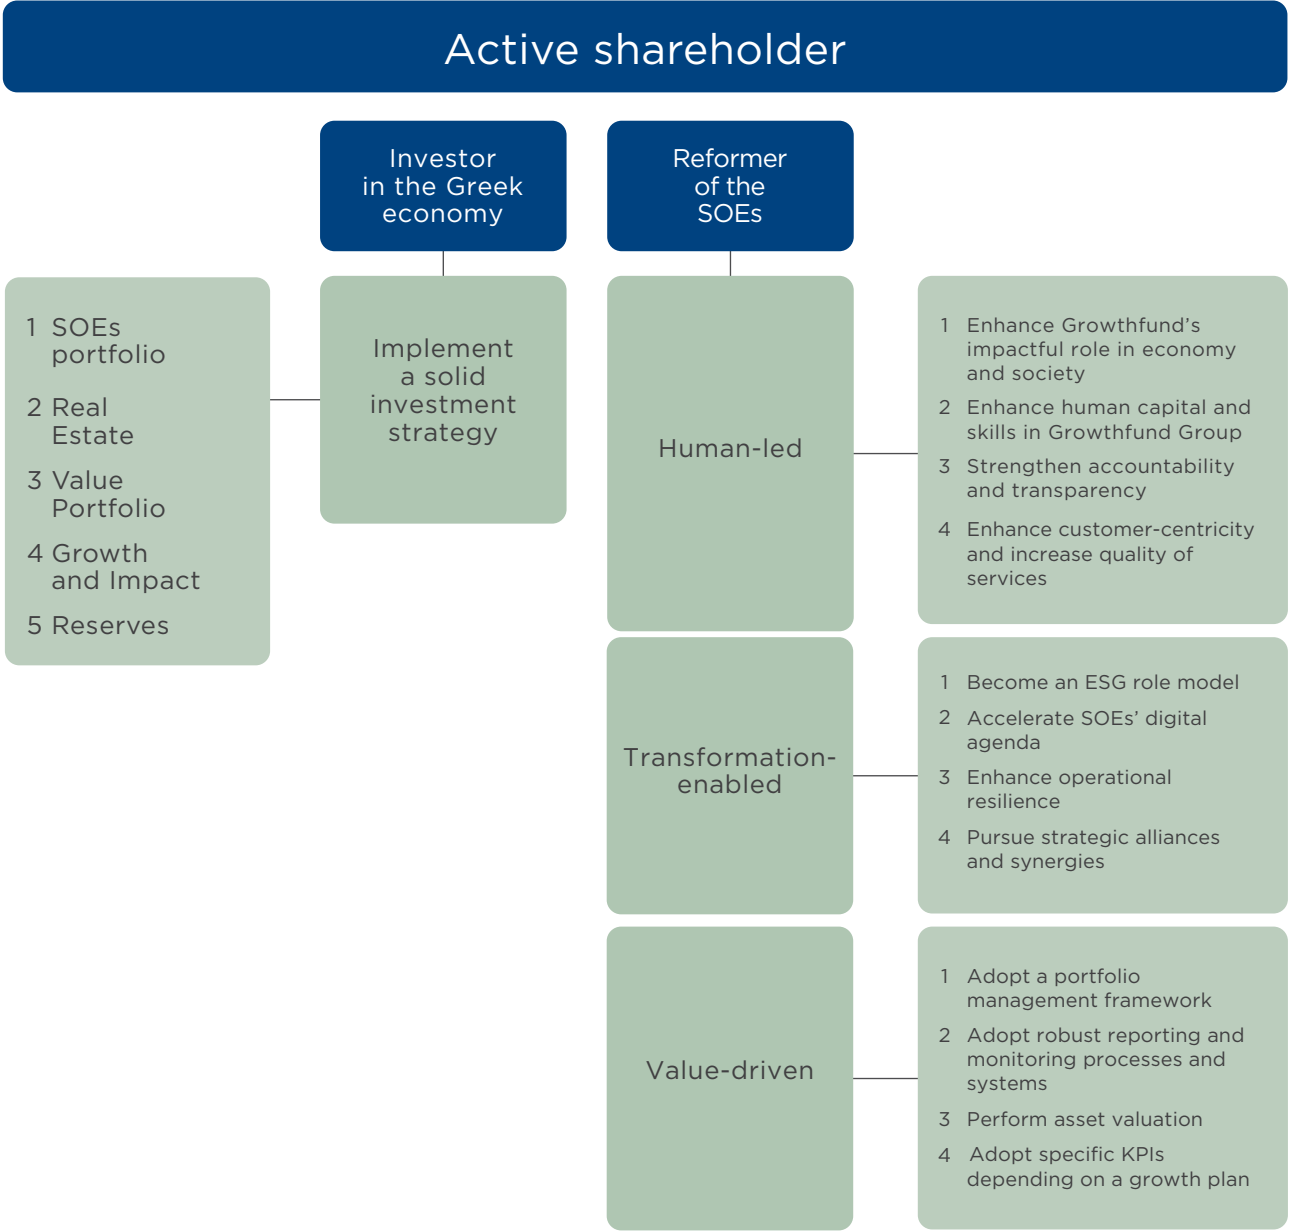 Active shareholder
Investor
in the Greek
economy
Reformer
of the
SOEs
1 SOEs
portfolio
2 Real
Estate
3 Value
Portfolio
4 Growth
and Impact
5 Reserves
Implement
a solid
investment
strategy
Human-led
1 Enhance Growthfund’s
impactful role in economy
and society
2 Enhance human capital and
skills in Growthfund Group
3 Strengthen accountability
and transparency
4 Enhance customer-centricity
and increase quality of
services
Transformation-
enabled
1 Become an ESG role model
2 Accelerate SOEs’ digital
agenda
3 Enhance operational
resilience
4 Pursue strategic alliances
and synergies
Value-driven
1 Adopt a portfolio
management framework
2 Adopt robust reporting and
monitoring processes and
systems
3 Perform asset valuation
4 Adopt specific KPIs
depending on a growth plan